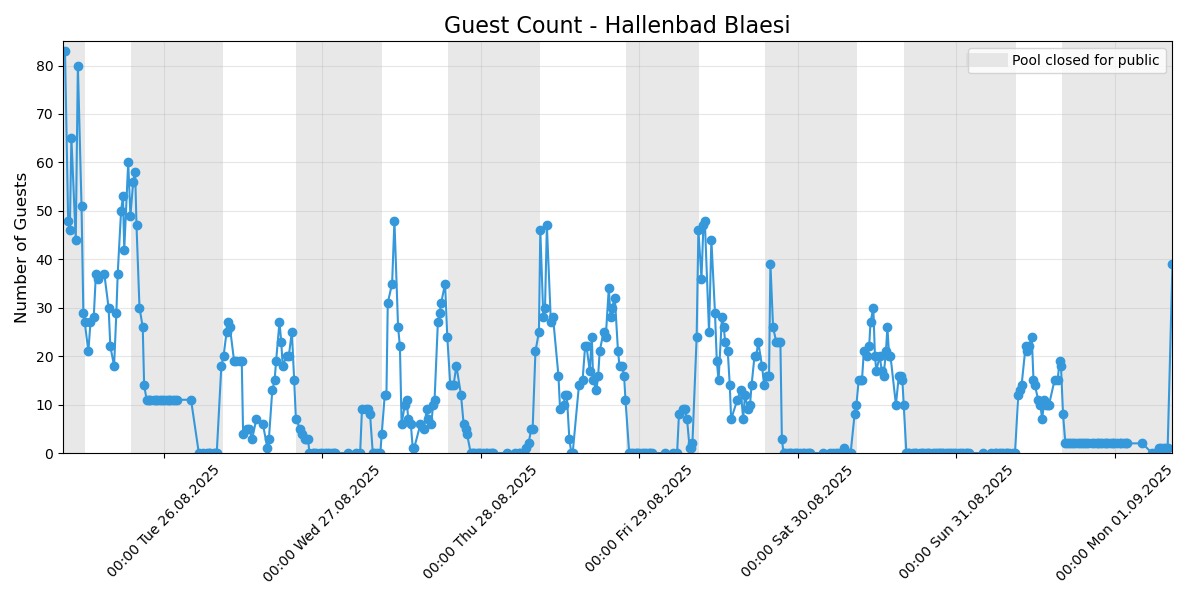 Guest Count - Hallenbad Blaesi
Pool closed for public
Number of Guests
80
70
60
50
40
30
20
10
0
00:00 Tue 26.08.2025
00:00 Wed 27.08.2025
00:00 Thu 28.08.2025
00:00 Fri 29.08.2025
00:00 Sat 30.08.2025
00:00 Sun 31.08.2025
00:00 Mon 01.09.2025